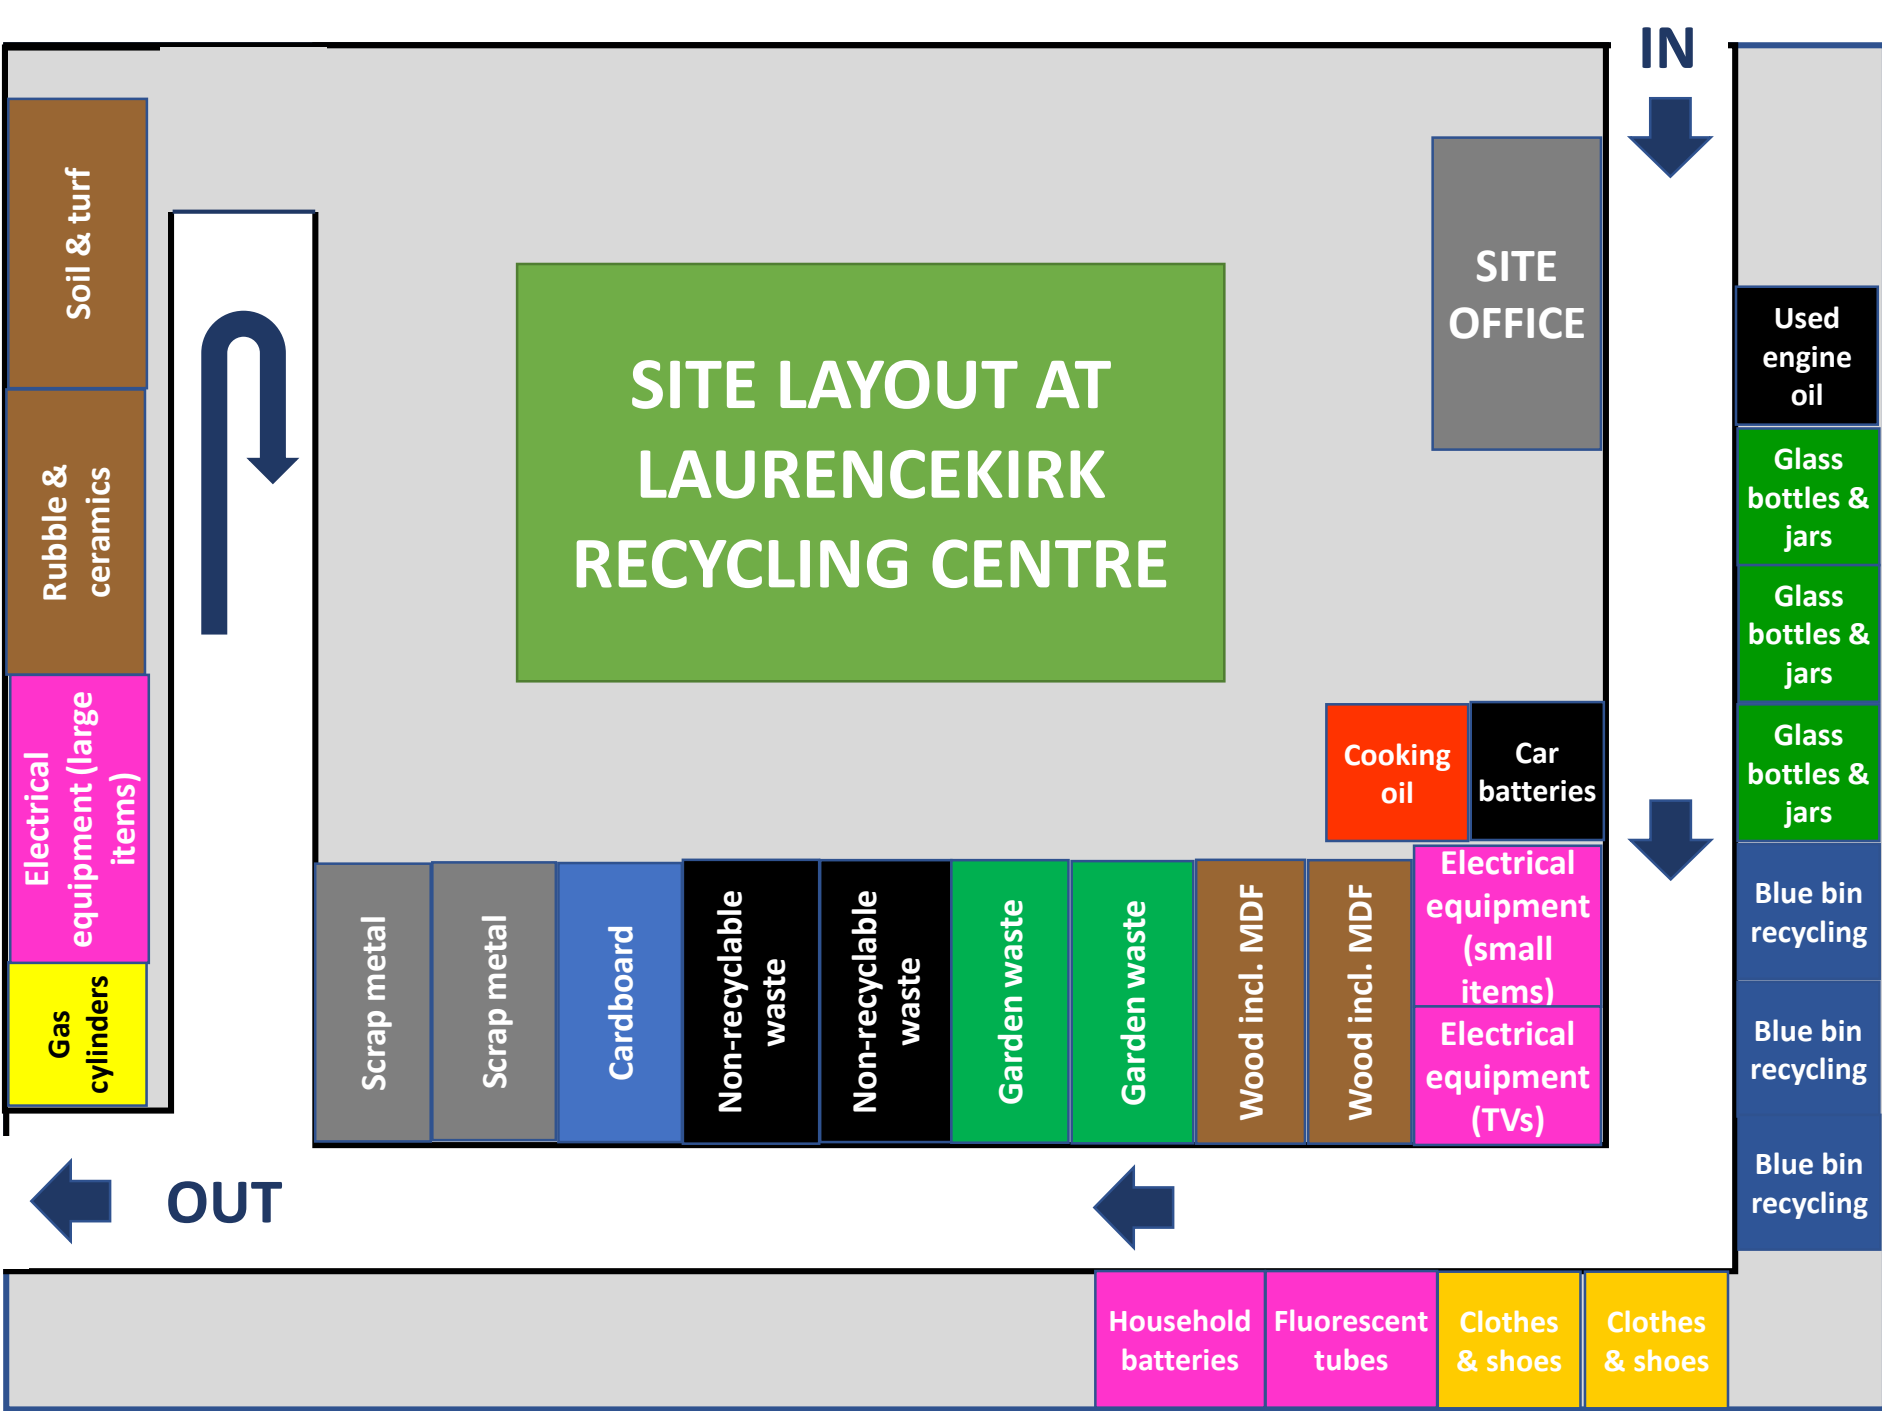 IN
SITE LAYOUT AT
LAURENCEKIRK
RECYCLING CENTRE
SITE
OFFICE
Soil & turf
Rubble &
ceramics
Electrical
equipment (large
items)
Gas
cylinders
Used
engine
oil
Glass
bottles &
jars
Glass
bottles &
jars
Glass
bottles &
jars
Blue bin
recycling
Blue bin
recycling
Blue bin
recycling
Cooking
oil
Car
batteries
Scrap metal
Scrap metal
Cardboard
Non-recyclable
waste
Non-recyclable
waste
Garden waste
Garden waste
Wood incl. MDF
Wood incl. MDF
Electrical
equipment
(small
items)
Electrical
equipment
(TVs)
OUT
Household
batteries
Fluorescent
tubes
Clothes
& shoes
Clothes
& shoes